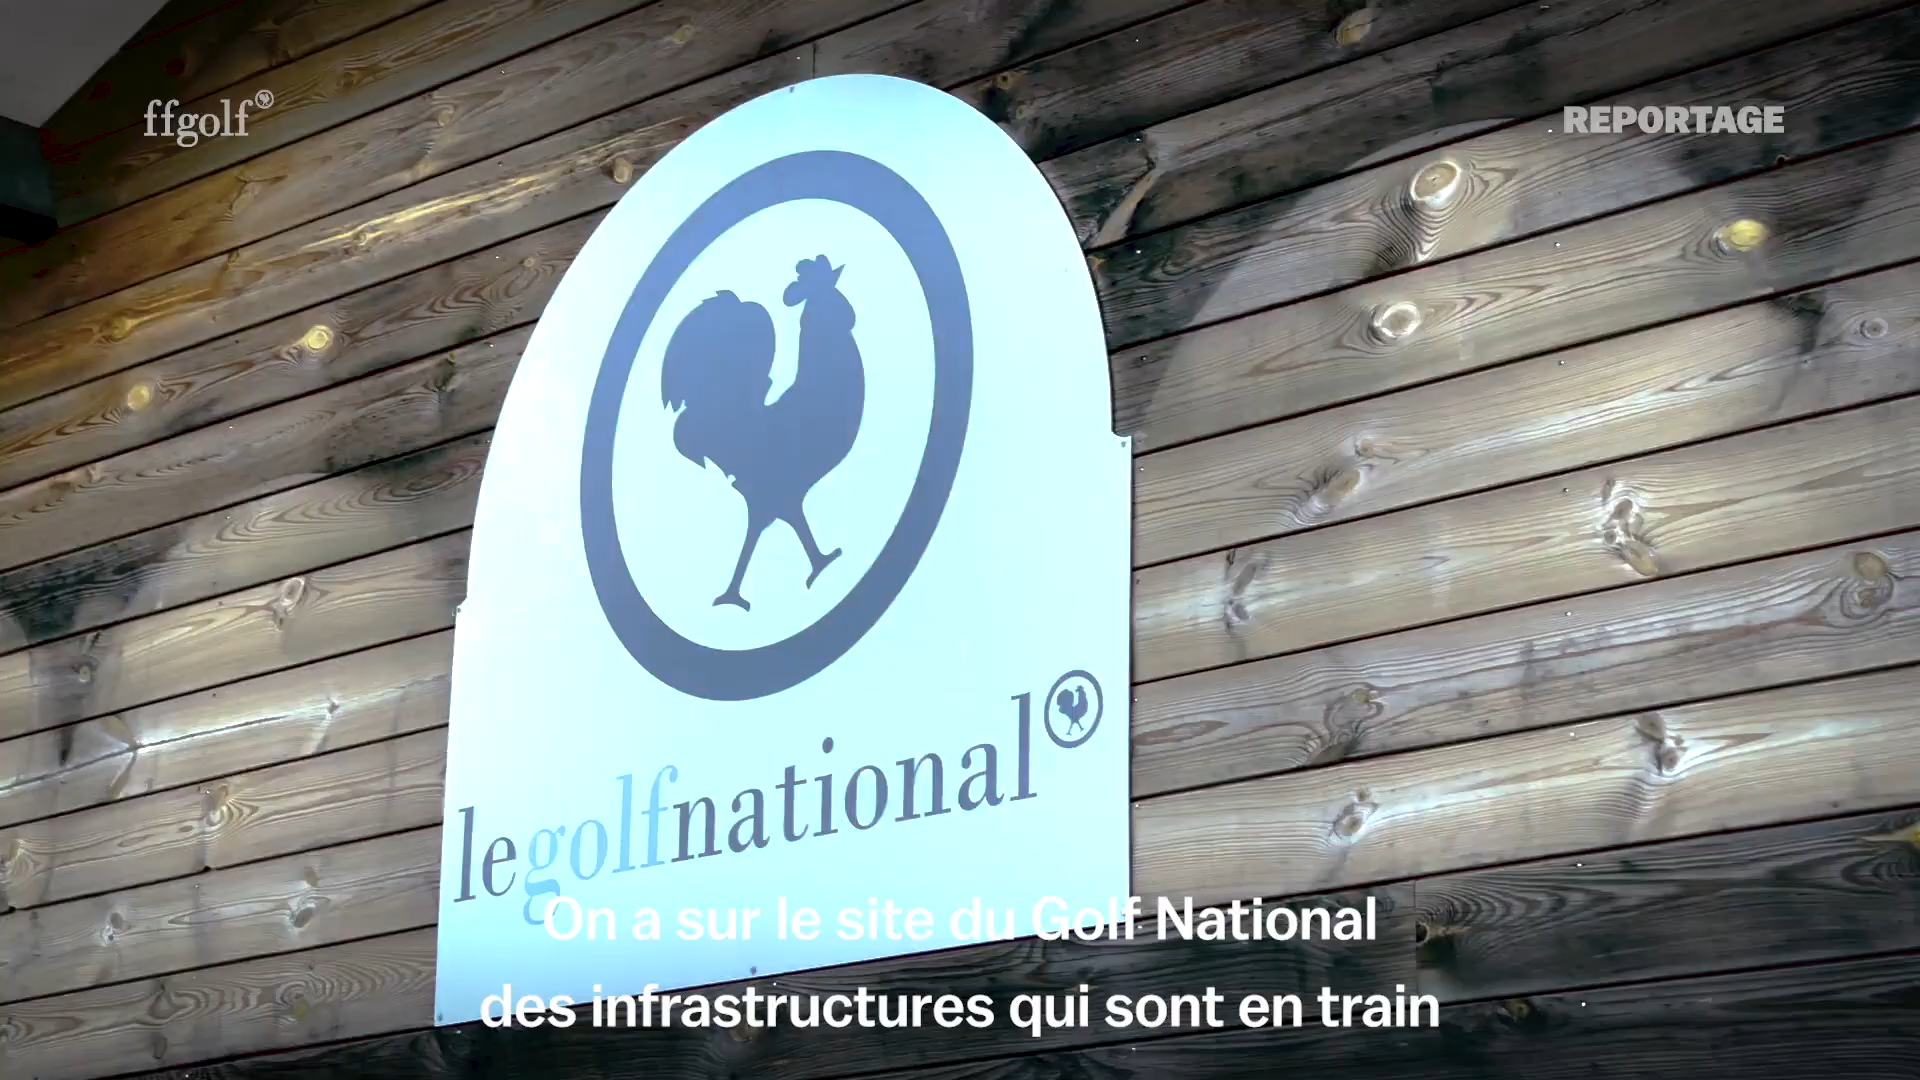 ffgolf
REPORTAGE
legolfnational
On a sur le site du Golf National
des infrastructures qui sont en train